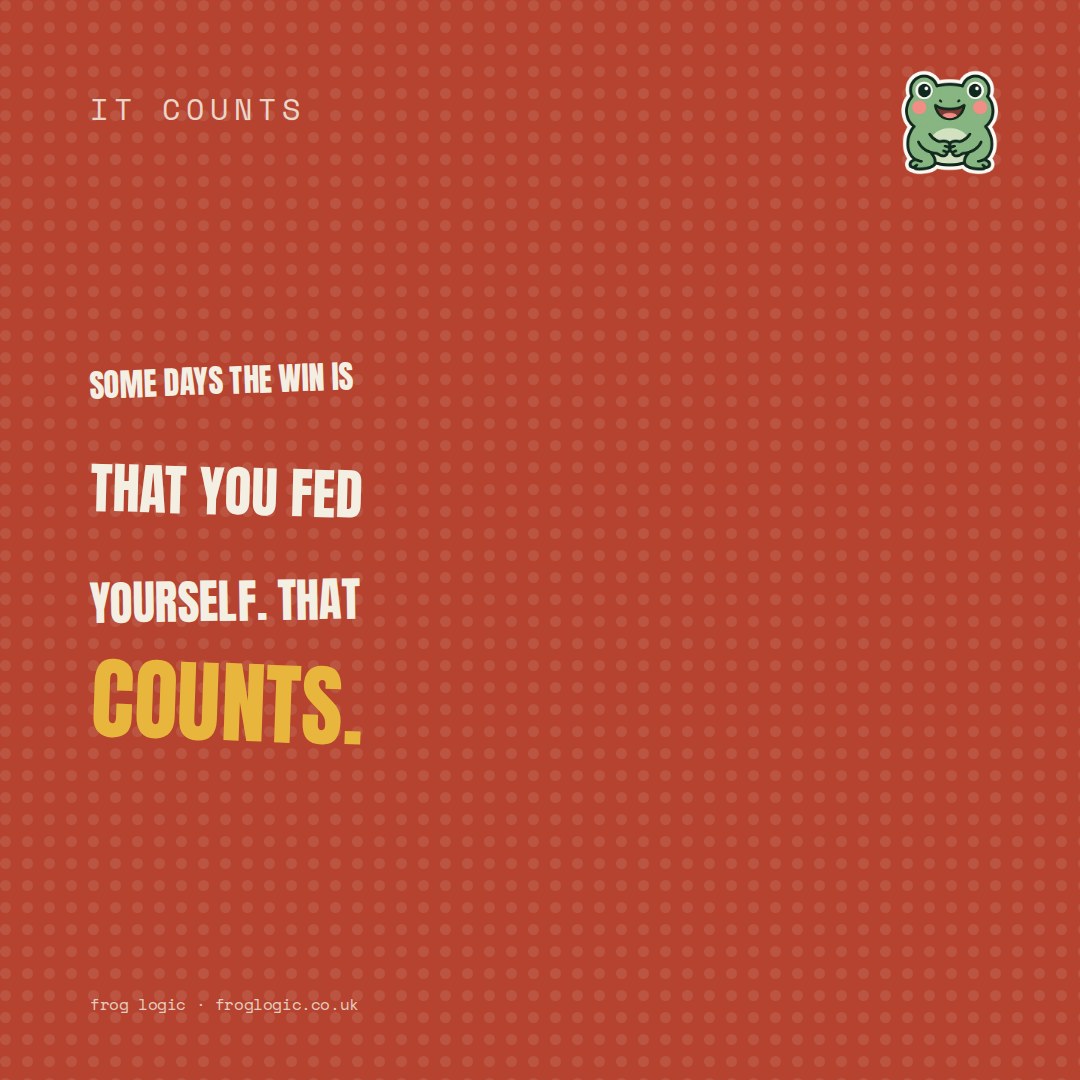 IT COUNTS
SOME DAYS THE WIN IS
THAT YOU FED
YOURSELF. THAT
COUNTS.
frog logic · froglogic.co.uk